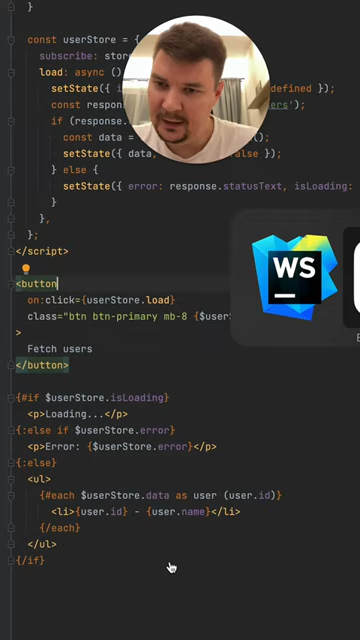 }
const userStore = {
subscribe: stor
load: async ()
setState({ i defined });
const response ers');
if (response.
const data = ();
setState({ data, alse });
} else {
setState({ error: response.statusText, isLoading:
}
},
};
</script>
WS
<button
on:click={userStore.load}
class="btn btn-primary mb-8 {$us
>
Fetch users
</button>
{#if $userStore.isLoading}
<p>Loading...</p>
{:else if $userStore.error}
<p>Error: {$userStore.error}</p>
{:else}
<ul>
{#each $userStore.data as user (user.id)}
<li>{user.id} - {user.name}</li>
{/each}
</ul>
{/if}